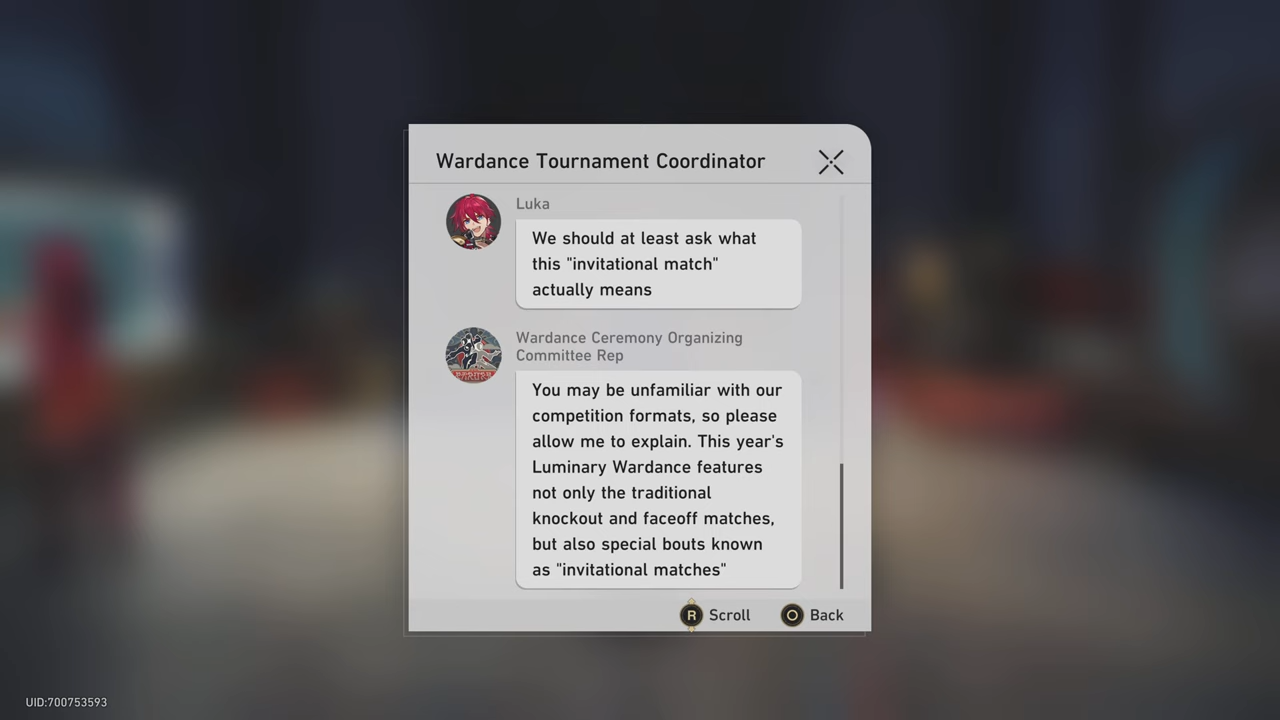 Wardance Tournament Coordinator
Luka
We should at least ask what
this "invitational match"
actually means
Wardance Ceremony Organizing
Committee Rep
You may be unfamiliar with our
competition formats, so please
allow me to explain. This year's
Luminary Wardance features
not only the traditional
knockout and faceoff matches,
but also special bouts known
as "invitational matches"
R Scroll
Back
UID:700753593